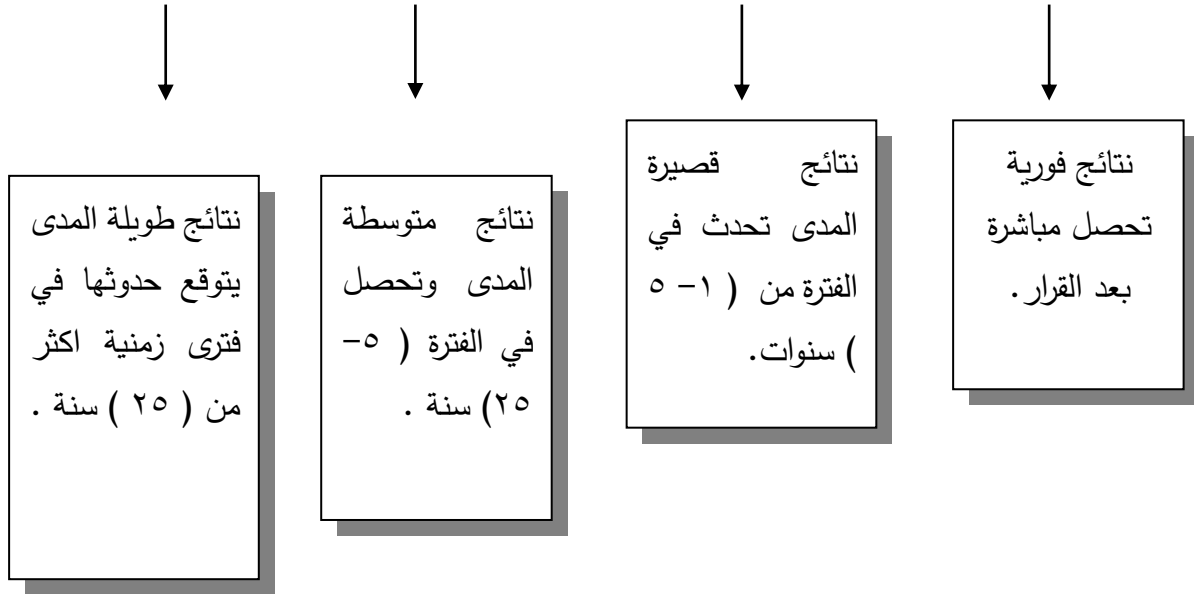 نتائج فورية
تحصل مباشرة
بعد القرار.
نتائج قصيرة
المدى تحدث في
الفترة من ( ١- ٥
) سنوات.
نتائج متوسطة
المدى وتحصل
في الفترة ( ٥-
٢٥) سنة .
نتائج طويلة المدى
يتوقع حدوثها في
فترى زمنية اكثر
من ( ٢٥ ) سنة .